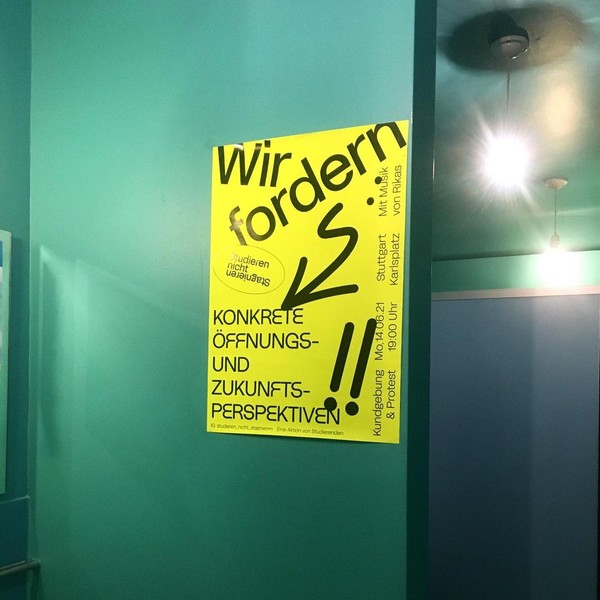 Wir
fordern
:
Studieren
nicht
Stagnieren
KONKRETE
ÖFFNUNGS-
UND
ZUKUNFTS-
PERSPEKTIVEN
!!
IG: studieren_nicht_stagnieren Eine Aktion von Studierenden
Kundgebung Mo,14.06.21 Stuttgart Mit Musik
& Protest 19:00 Uhr Karlsplatz von Rikas